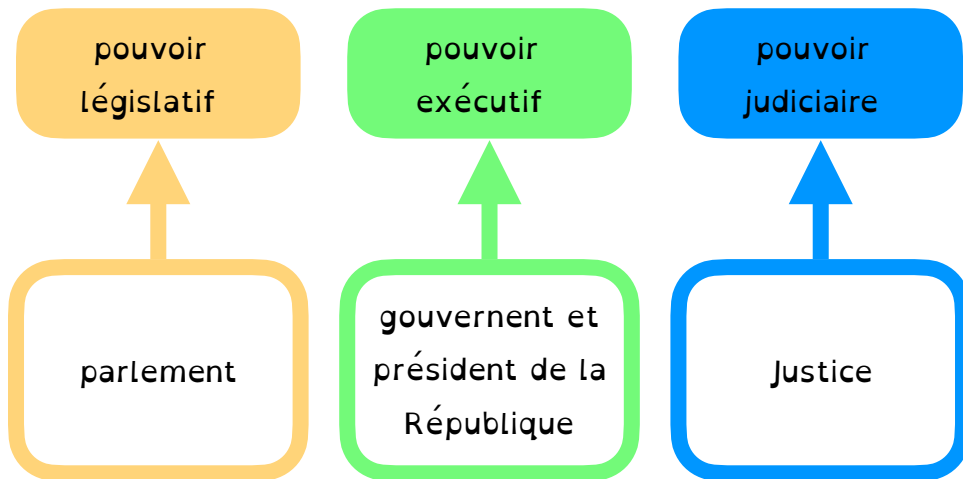 pouvoir
législatif
pouvoir
exécutif
pouvoir
judiciaire
parlement
gouvernent et
président de la
République
Justice